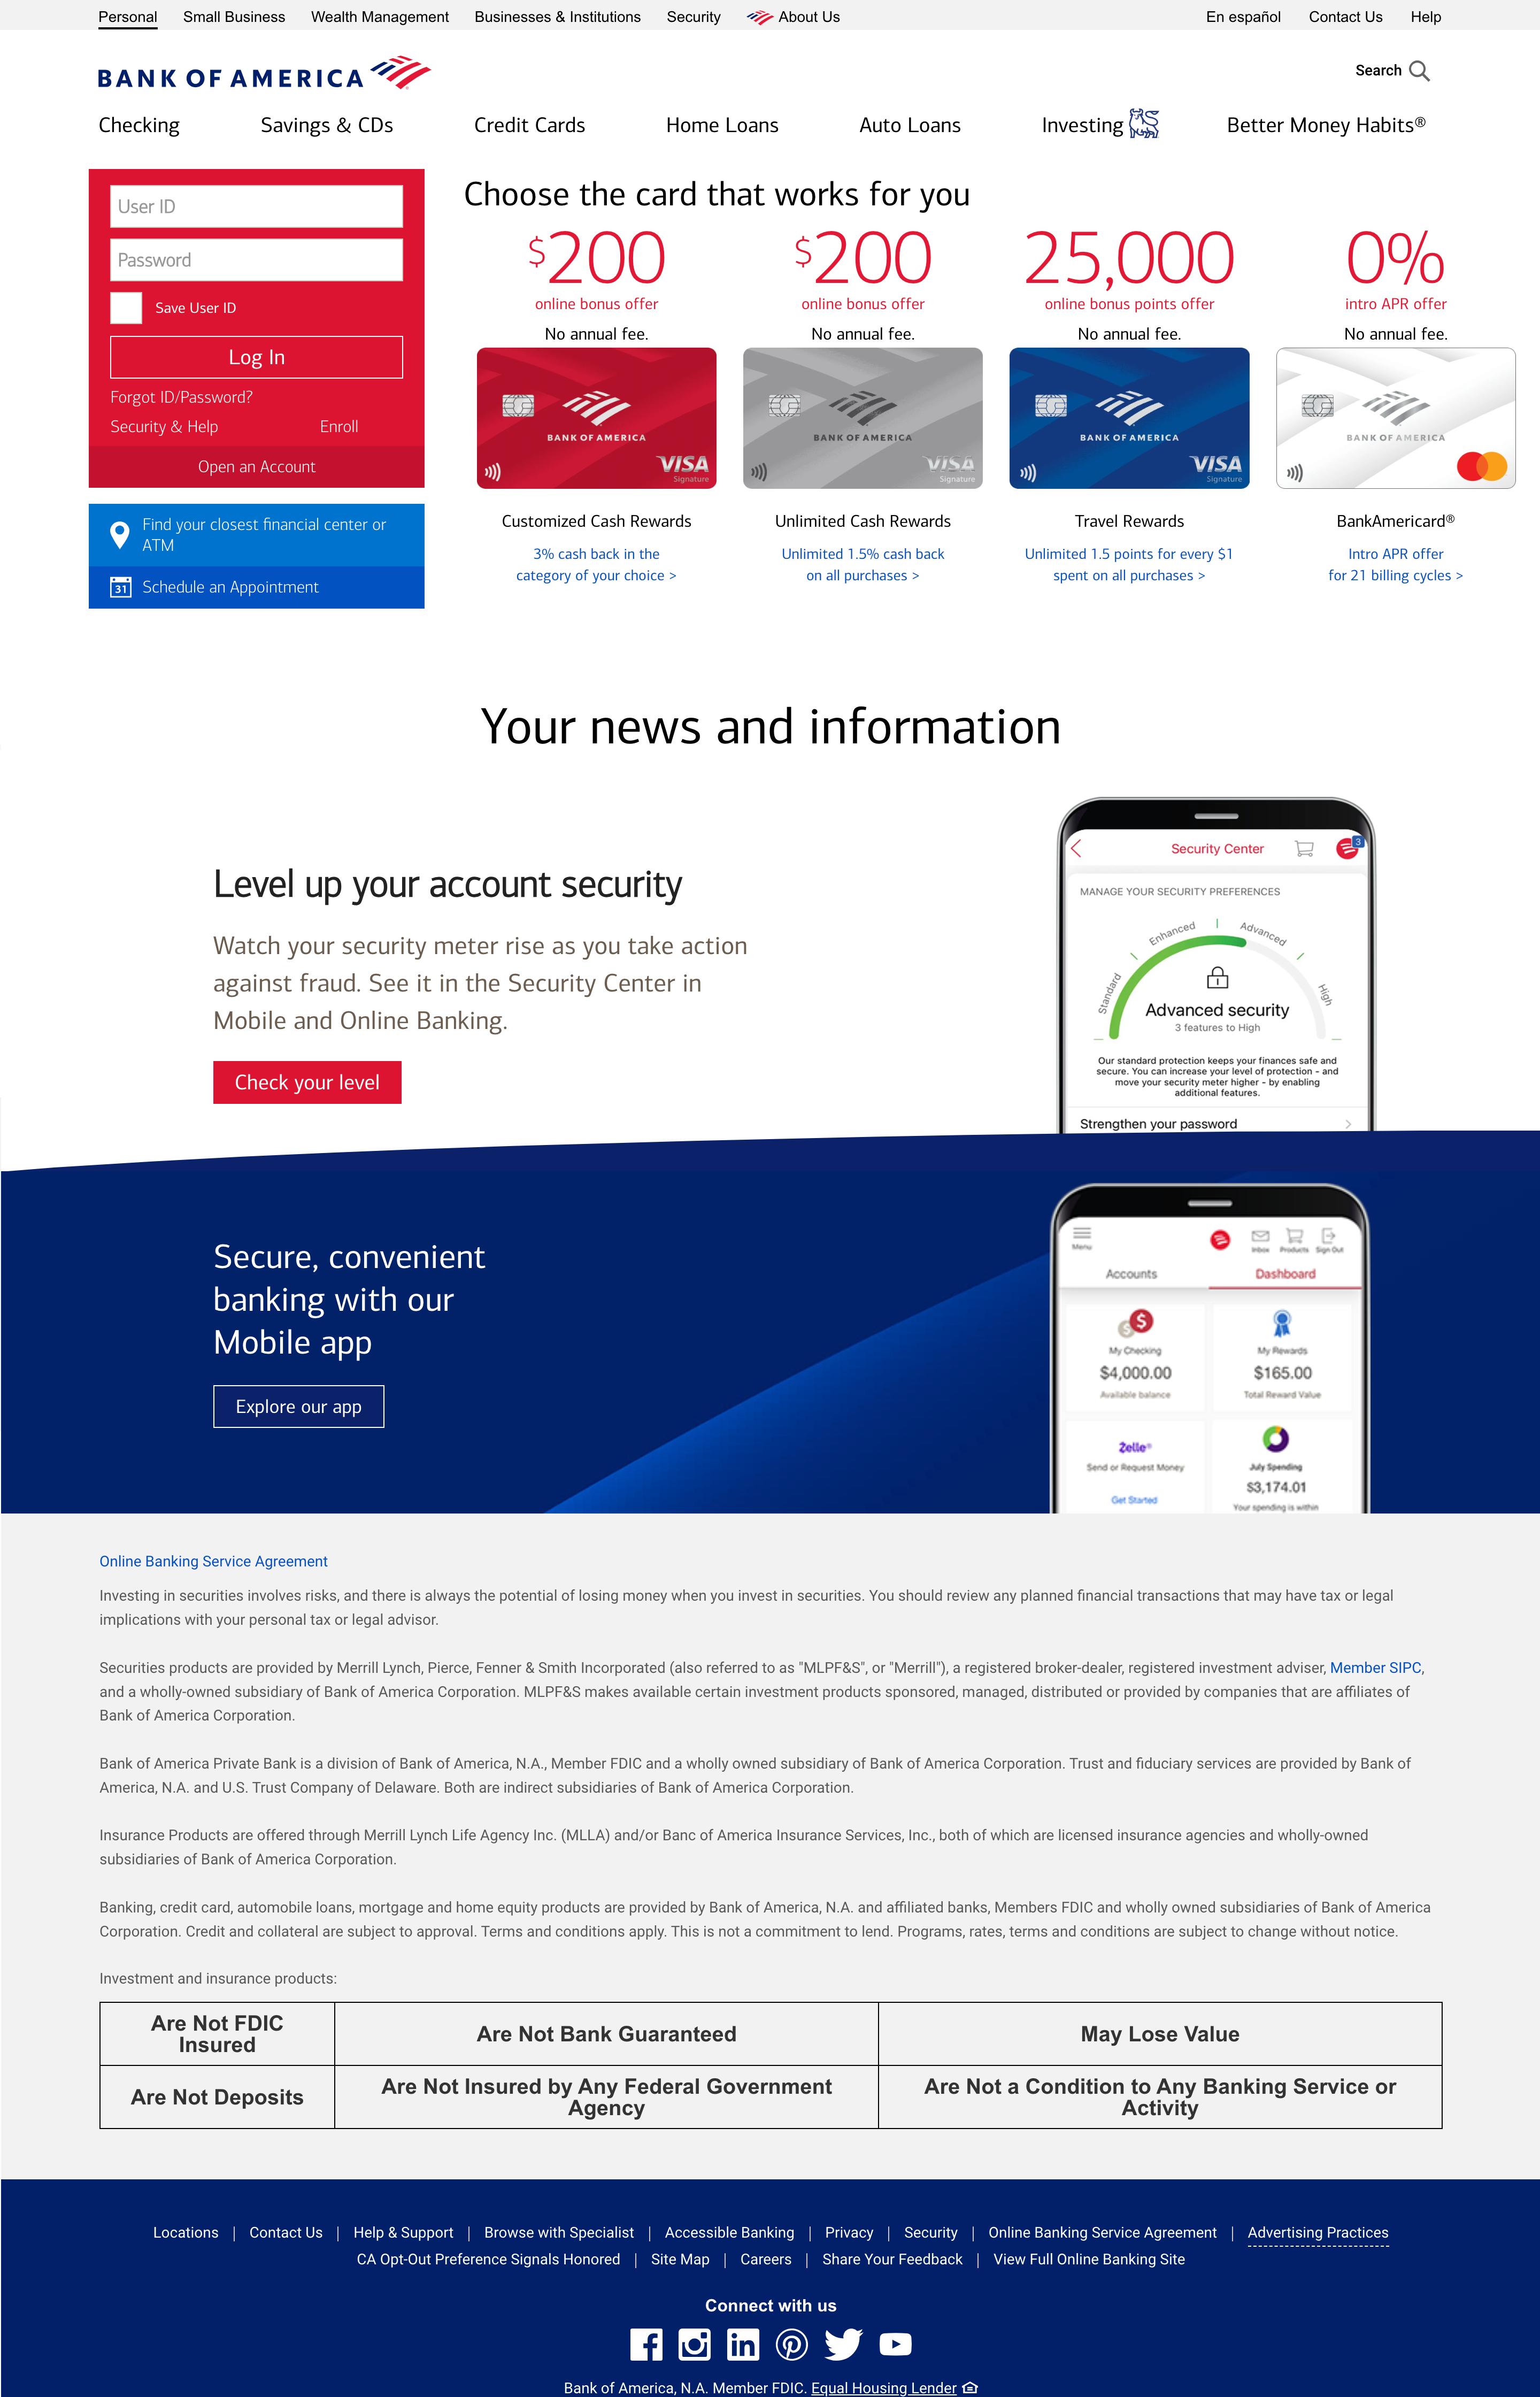 Personal Small Business Wealth Management Businesses & Institutions Security About Us En español Contact Us Help
BANK OF AMERICA
Search
Checking Savings & CDs Credit Cards Home Loans Auto Loans Investing Better Money Habits®
User ID
Password
Save User ID
Log In
Forgot ID/Password?
Security & Help Enroll
Open an Account
Find your closest financial center or
ATM
31 Schedule an Appointment
Choose the card that works for you
$200 $200 25,000 0%
online bonus offer online bonus offer online bonus points offer intro APR offer
No annual fee. No annual fee. No annual fee. No annual fee.
BANK OF AMERICA BANK OF AMERICA BANK OF AMERICA BANK OF AMERICA
VISA VISA VISA
Signature Signature Signature
Customized Cash Rewards Unlimited Cash Rewards Travel Rewards BankAmericard®
3% cash back in the Unlimited 1.5% cash back Unlimited 1.5 points for every $1 Intro APR offer
category of your choice > on all purchases > spent on all purchases > for 21 billing cycles >
Your news and information
Level up your account security
Watch your security meter rise as you take action
against fraud. See it in the Security Center in
Mobile and Online Banking.
Check your level
Security Center 3
MANAGE YOUR SECURITY PREFERENCES
Standard Enhanced Advanced High
Advanced security
3 features to High
Our standard protection keeps your finances safe and
secure. You can increase your level of protection - and
move your security meter higher - by enabling
additional features.
Strengthen your password
Secure, convenient
banking with our
Mobile app
Explore our app
Menu Inbox Products Sign Out
Accounts Dashboard
My Checking My Rewards
$4,000.00 $165.00
Available balance Total Reward Value
Zelle® July Spending
Send or Request Money $3,174.01
Get Started Your spending is within
Online Banking Service Agreement
Investing in securities involves risks, and there is always the potential of losing money when you invest in securities. You should review any planned financial transactions that may have tax or legal
implications with your personal tax or legal advisor.
Securities products are provided by Merrill Lynch, Pierce, Fenner & Smith Incorporated (also referred to as "MLPF&S", or "Merrill"), a registered broker-dealer, registered investment adviser, Member SIPC,
and a wholly-owned subsidiary of Bank of America Corporation. MLPF&S makes available certain investment products sponsored, managed, distributed or provided by companies that are affiliates of
Bank of America Corporation.
Bank of America Private Bank is a division of Bank of America, N.A., Member FDIC and a wholly owned subsidiary of Bank of America Corporation. Trust and fiduciary services are provided by Bank of
America, N.A. and U.S. Trust Company of Delaware. Both are indirect subsidiaries of Bank of America Corporation.
Insurance Products are offered through Merrill Lynch Life Agency Inc. (MLLA) and/or Banc of America Insurance Services, Inc., both of which are licensed insurance agencies and wholly-owned
subsidiaries of Bank of America Corporation.
Banking, credit card, automobile loans, mortgage and home equity products are provided by Bank of America, N.A. and affiliated banks, Members FDIC and wholly owned subsidiaries of Bank of America
Corporation. Credit and collateral are subject to approval. Terms and conditions apply. This is not a commitment to lend. Programs, rates, terms and conditions are subject to change without notice.
Investment and insurance products:
Are Not FDIC
Insured
Are Not Bank Guaranteed
May Lose Value
Are Not Deposits
Are Not Insured by Any Federal Government
Agency
Are Not a Condition to Any Banking Service or
Activity
Locations | Contact Us | Help & Support | Browse with Specialist | Accessible Banking | Privacy | Security | Online Banking Service Agreement | Advertising Practices
CA Opt-Out Preference Signals Honored | Site Map | Careers | Share Your Feedback | View Full Online Banking Site
Connect with us
Bank of America, N.A. Member FDIC. Equal Housing Lender